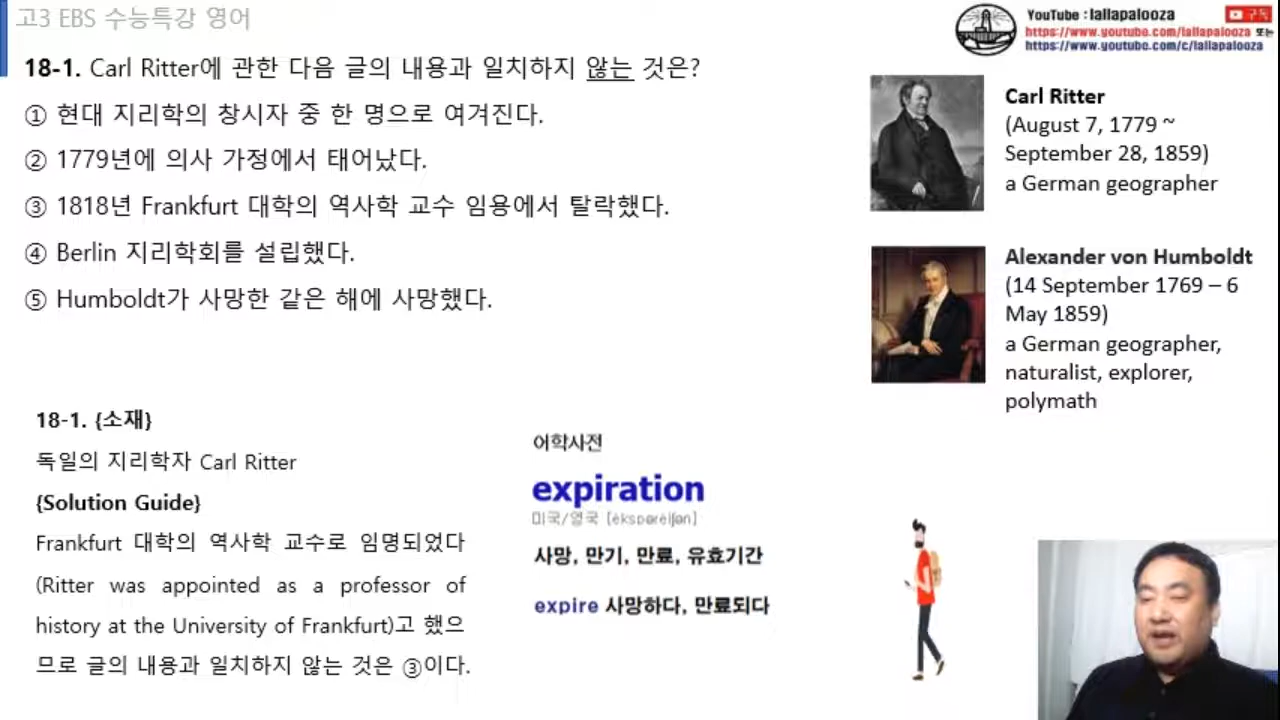 고3 EBS 수능특강 영어
YouTube : lallapalooza
구독
https://www.youtube.com/lallapalooza 또는
https://www.youtube.com/c/lallapalooza
18-1. Carl Ritter에 관한 다음 글의 내용과 일치하지 않는 것은?
① 현대 지리학의 창시자 중 한 명으로 여겨진다.
② 1779년에 의사 가정에서 태어났다.
③ 1818년 Frankfurt 대학의 역사학 교수 임용에서 탈락했다.
④ Berlin 지리학회를 설립했다.
⑤ Humboldt가 사망한 같은 해에 사망했다.
Carl Ritter
(August 7, 1779 ~
September 28, 1859)
a German geographer
Alexander von Humboldt
(14 September 1769 – 6
May 1859)
a German geographer,
naturalist, explorer,
polymath
18-1. {소재}
독일의 지리학자 Carl Ritter
{Solution Guide}
Frankfurt 대학의 역사학 교수로 임명되었다
(Ritter was appointed as a professor of
history at the University of Frankfurt)고 했으
므로 글의 내용과 일치하지 않는 것은 ③이다.
어학사전
expiration
미국/영국 [èkspəréiʃən]
사망, 만기, 만료, 유효기간
expire 사망하다, 만료되다